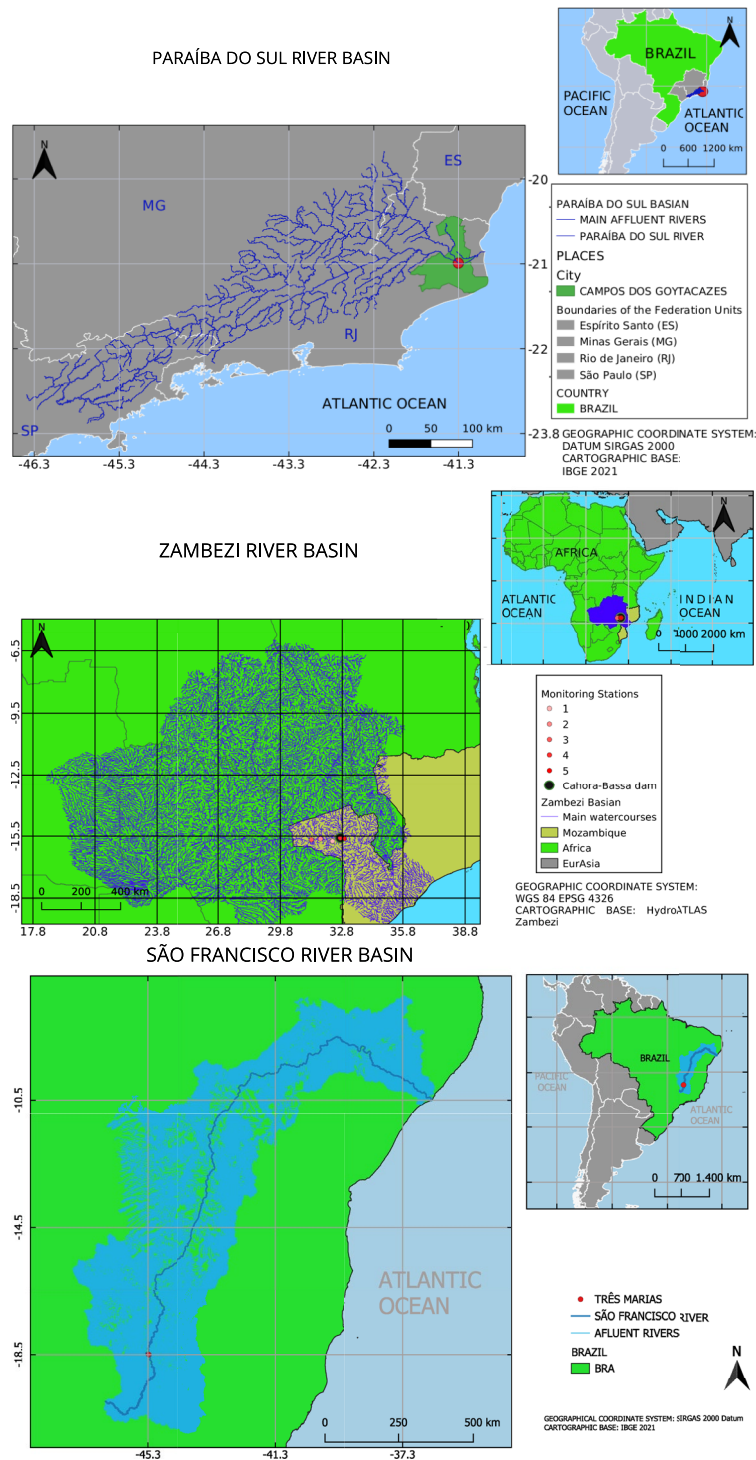 PARAÍBA DO SUL RIVER BASIN
N
MG
ES
RJ
SP
ATLANTIC OCEAN
0 50 100 km
-20
-21
-22
-23.8
-46.3 -45.3 -44.3 -43.3 -42.3 -41.3
N
BRAZIL
PACIFIC
OCEAN
ATLANTIC
OCEAN
0 600 1200 km
PARAÍBA DO SUL BASIAN
MAIN AFFLUENT RIVERS
PARAÍBA DO SUL RIVER
PLACES
City
CAMPOS DOS GOYTACAZES
Boundaries of the Federation Units
Espírito Santo (ES)
Minas Gerais (MG)
Rio de Janeiro (RJ)
São Paulo (SP)
COUNTRY
BRAZIL
GEOGRAPHIC COORDINATE SYSTEM:
DATUM SIRGAS 2000
CARTOGRAPHIC BASE:
IBGE 2021
ZAMBEZI RIVER BASIN
N
-6.5
-9.5
-12.5
-15.5
-18.5
0 200 400 km
17.8 20.8 23.8 26.8 29.8 32.8 35.8 38.8
N
AFRICA
ATLANTIC
OCEAN
INDIAN
OCEAN
0 1000 2000 km
Monitoring Stations
1
2
3
4
5
Cahora-Bassa dam
Zambezi Basian
Main watercourses
Mozambique
Africa
EurAsia
GEOGRAPHIC COORDINATE SYSTEM:
WGS 84 EPSG 4326
CARTOGRAPHIC BASE: HydroATLAS
Zambezi
SÃO FRANCISCO RIVER BASIN
-10.5
-14.5
-18.5
ATLANTIC
OCEAN
0 250 500 km
-45.3 -41.3 -37.3
BRAZIL
PACIFIC
OCEAN
ATLANTIC
OCEAN
0 700 1.400 km
TRÊS MARIAS
SÃO FRANCISCO RIVER
AFLUENT RIVERS
BRAZIL
BRA
N
GEOGRAPHICAL COORDINATE SYSTEM: SIRGAS 2000 Datum
CARTOGRAPHIC BASE: IBGE 2021